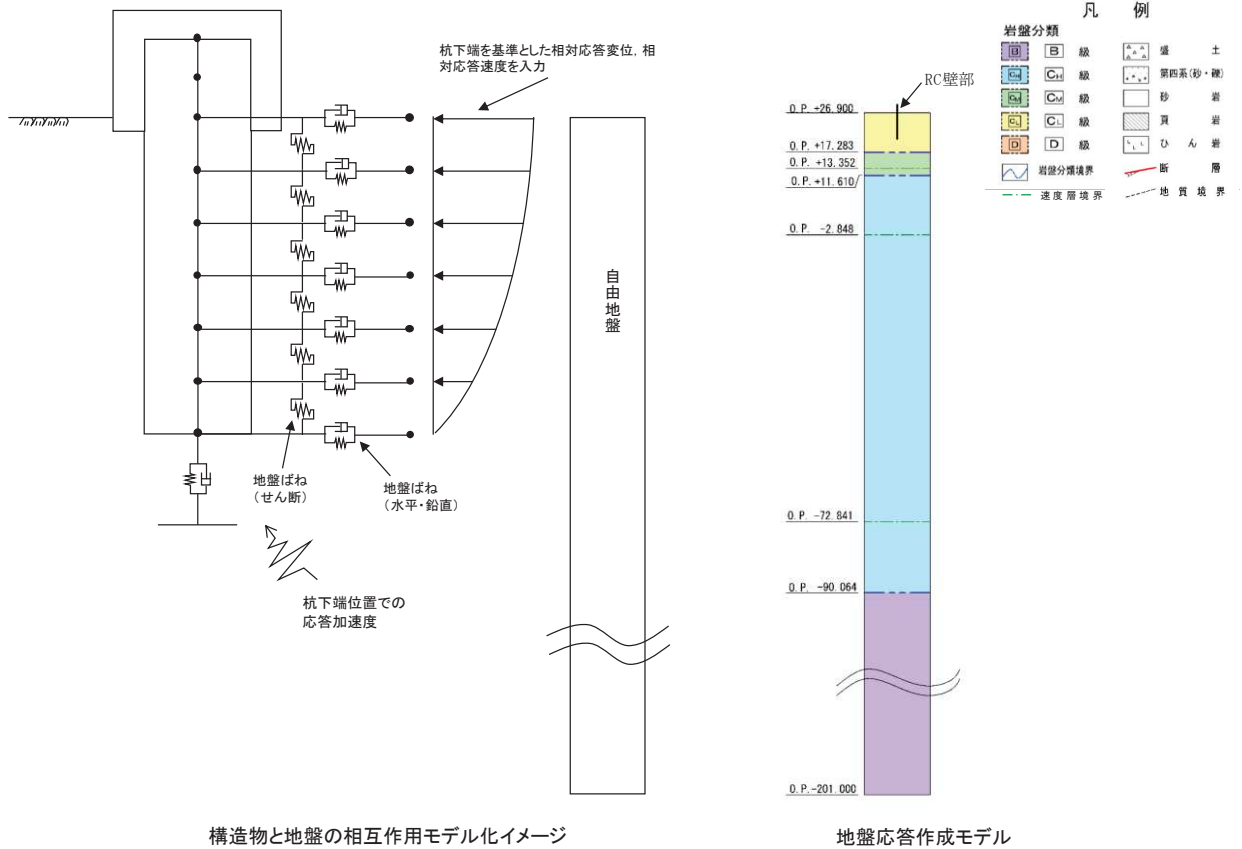 杭下端を基準とした相対応答変位, 相
対応答速度を入力
自由地盤
地盤ばね
(せん断)
地盤ばね
(水平・鉛直)
杭下端位置での
応答加速度
構造物と地盤の相互作用モデル化イメージ
RC壁部
O.P. +26.900
O.P. +17.283
O.P. +13.352
O.P. +11.610
O.P. -2.848
O.P. -72.841
O.P. -90.064
O.P.-201.000
地盤応答作成モデル
凡 例
岩盤分類
B B 級
CH CH 級
CM CM 級
CL CL 級
D D 級
岩盤分類境界
速度層境界
盛 土
第四系(砂・礫)
砂 岩
頁 岩
ひ ん 岩
断 層
地 質 境 界